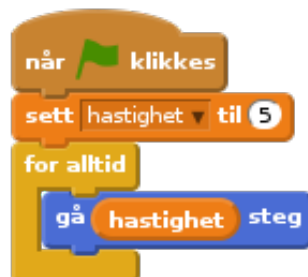 når klikkes
sett hastighet til 5
for alltid
gå hastighet steg